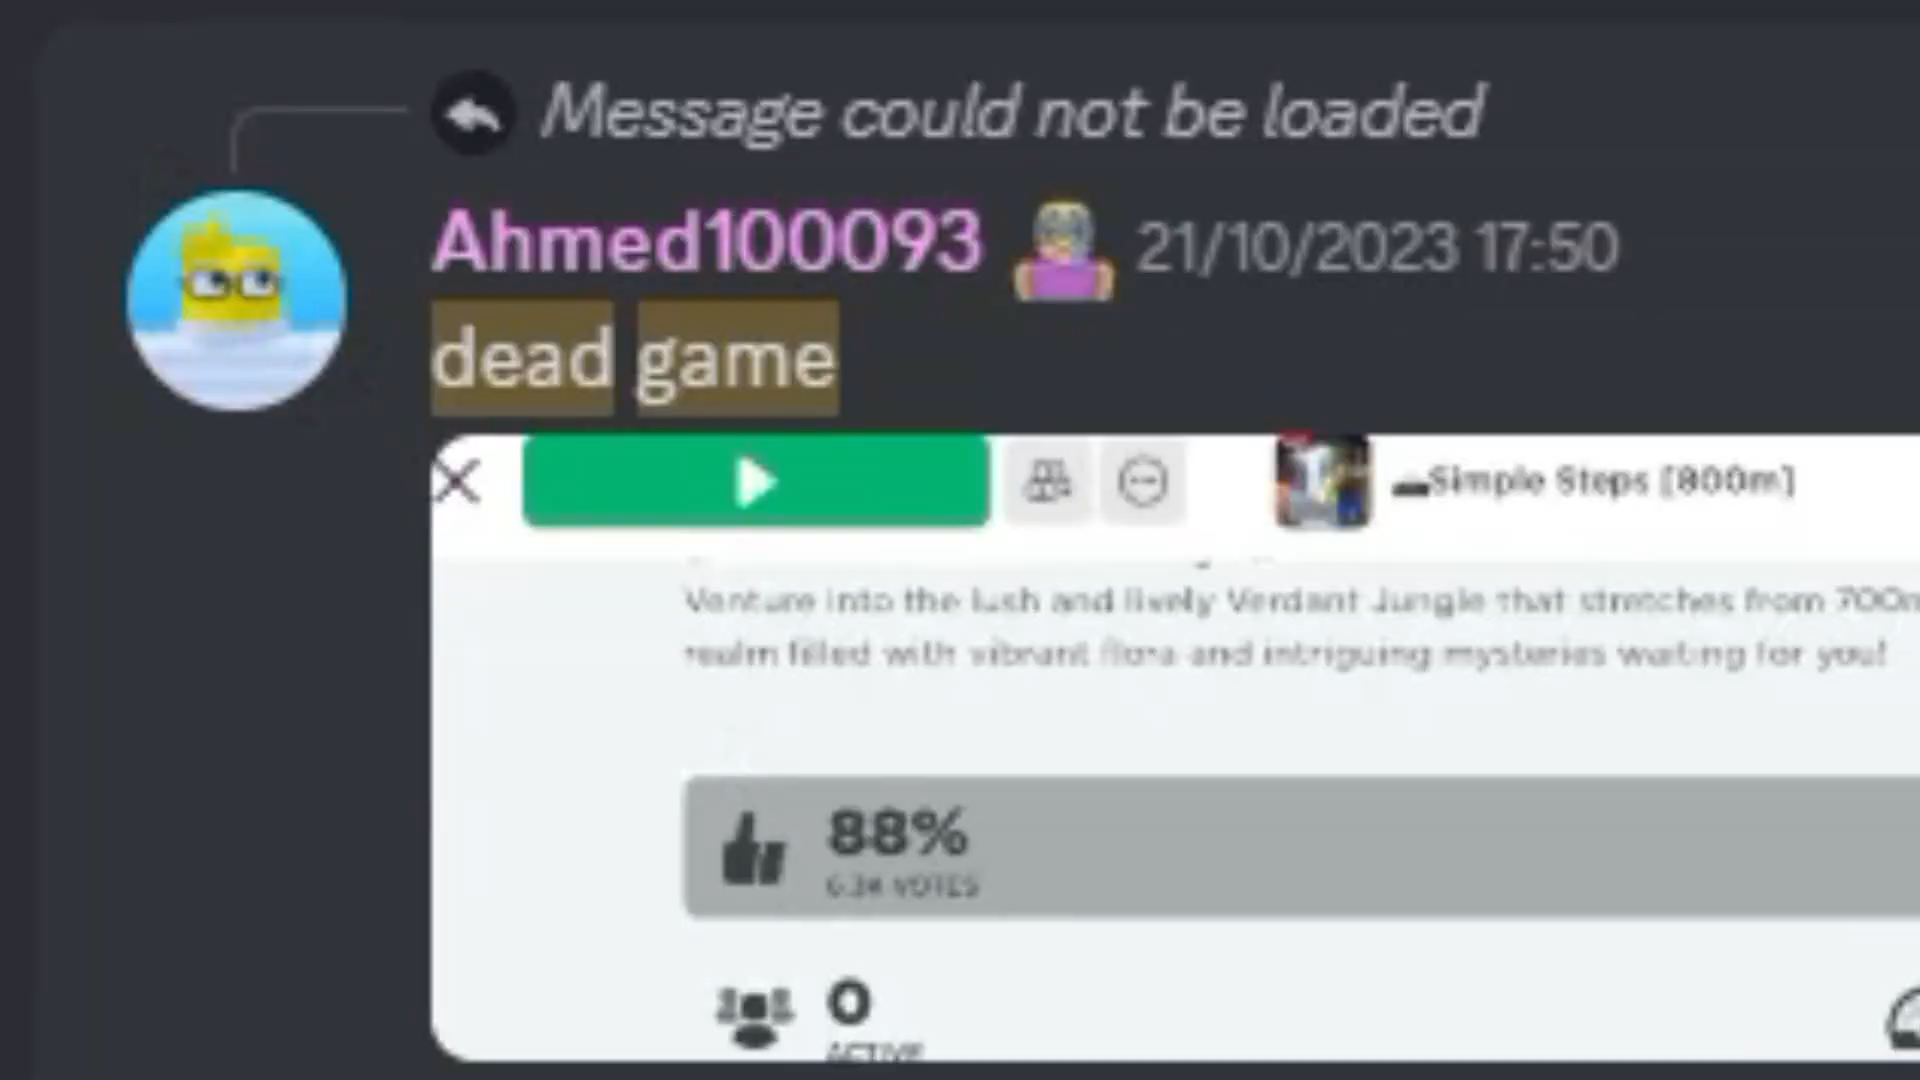 Message could not be loaded
Ahmed100093 21/10/2023 17:50
dead game
Simple Steps [800m]
Venture into the lush and lively Verdant Jungle that stretches from 700m
realm filled with vibrant flora and intriguing mysteries waiting for you!
88%
VOTES
0
ACTIVE